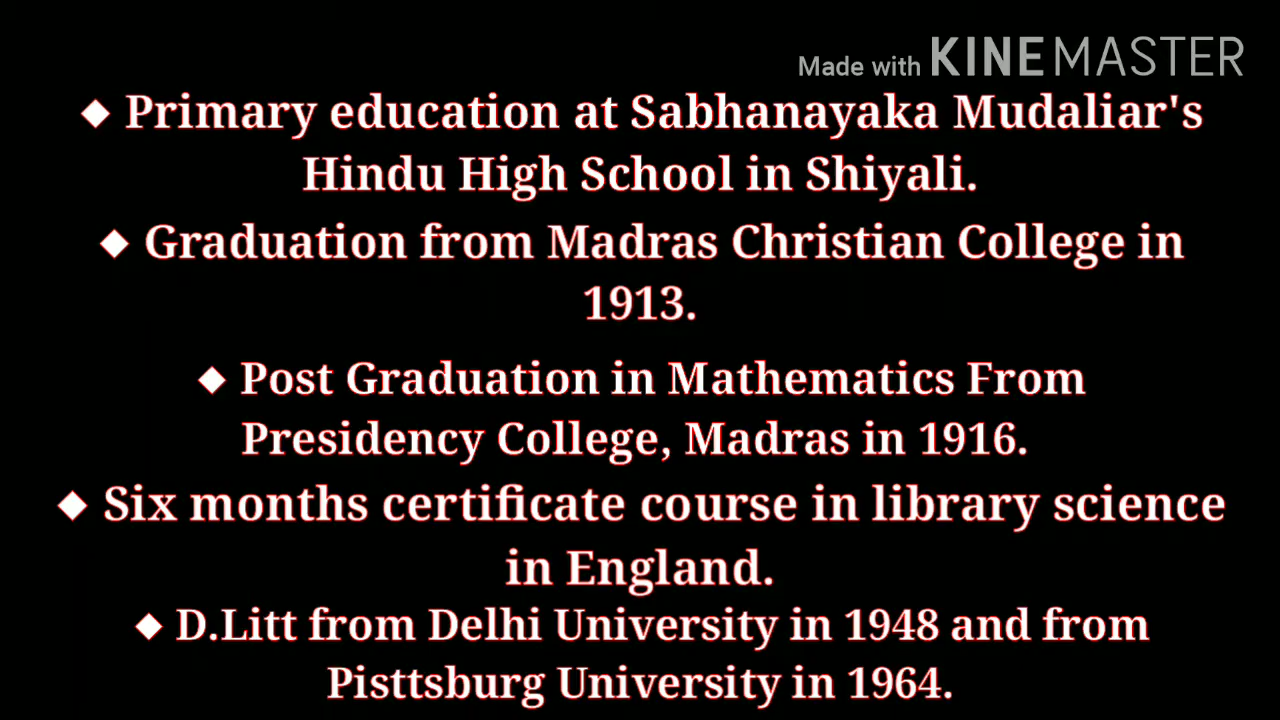 Made with KINEMASTER
◆ Primary education at Sabhanayaka Mudaliar's
Hindu High School in Shiyali.
◆ Graduation from Madras Christian College in
1913.
◆ Post Graduation in Mathematics From
Presidency College, Madras in 1916.
◆ Six months certificate course in library science
in England.
◆ D.Litt from Delhi University in 1948 and from
Pisttsburg University in 1964.